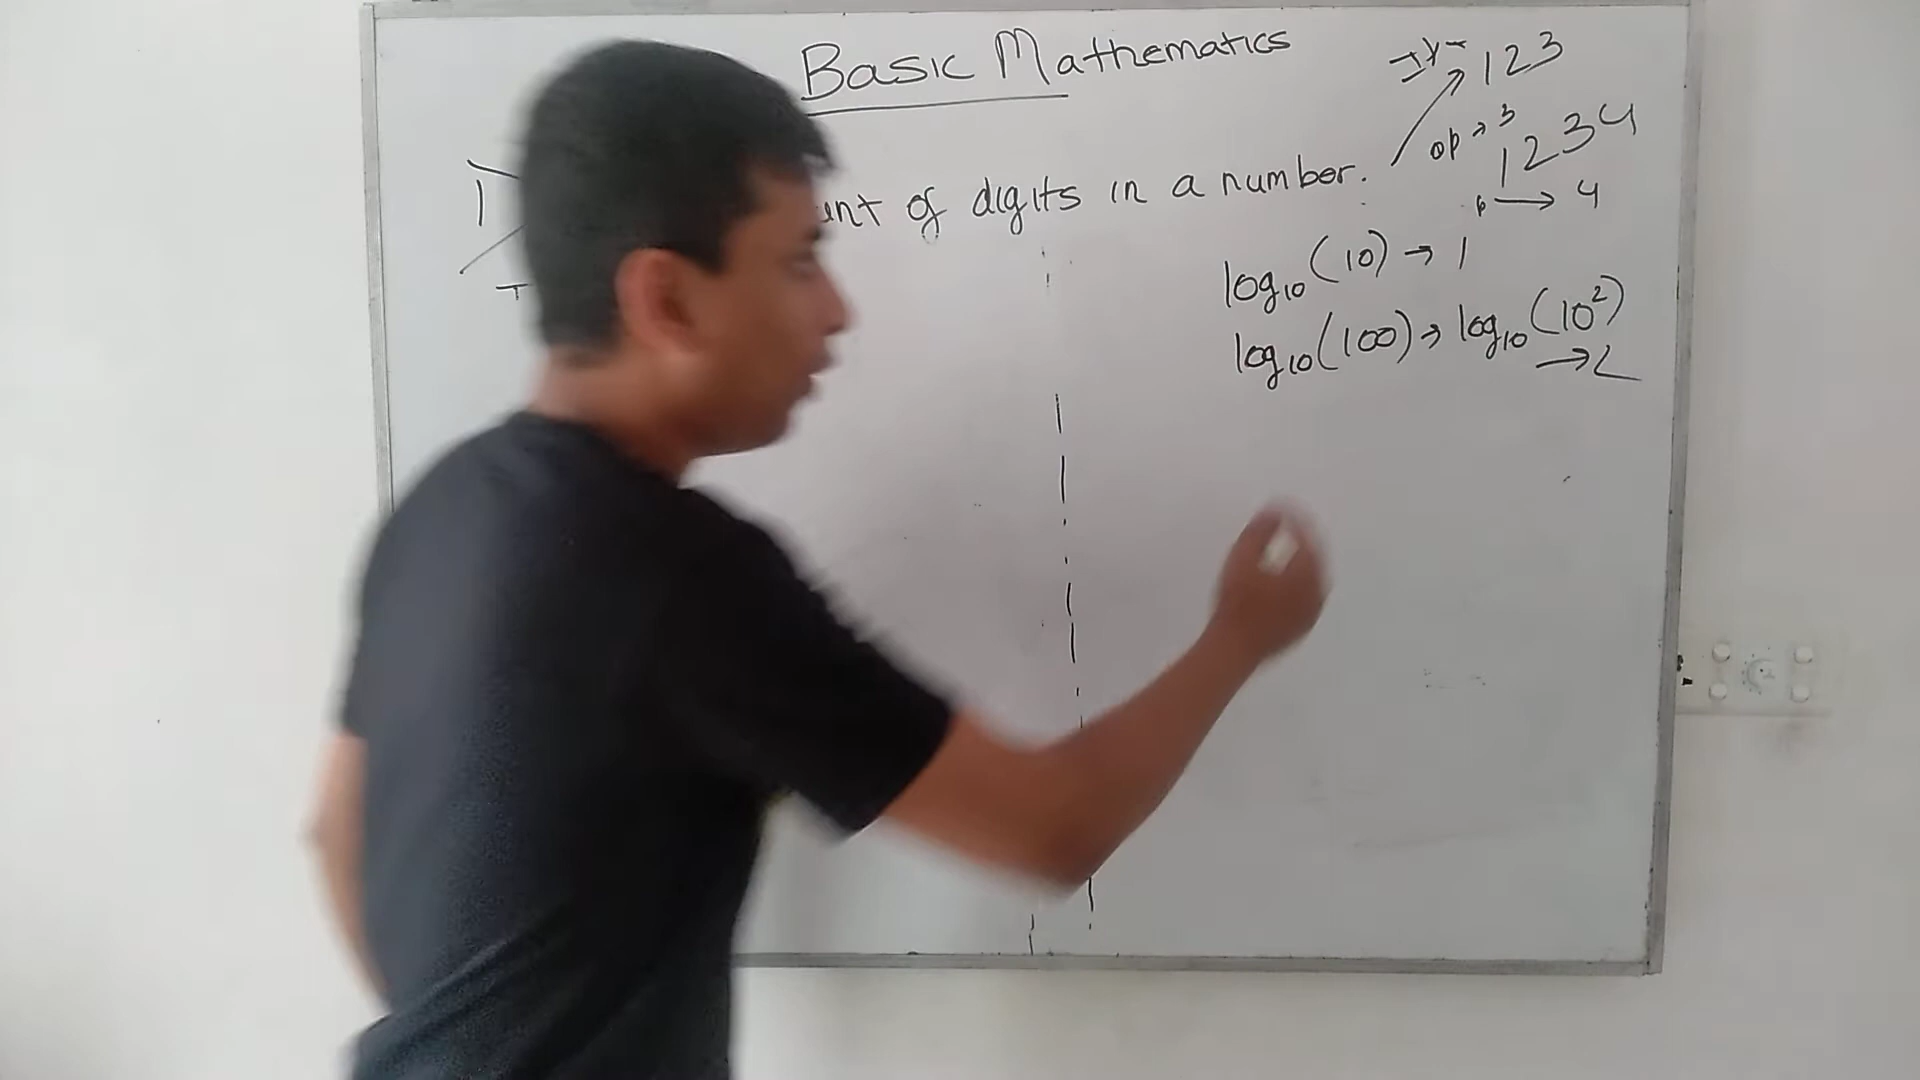 Basic Mathematics
123
op → 3
1234
→ 4
1
of digits in a number.
log10 (10) → 1
log10 (100) → log10 (10²)
→ 2